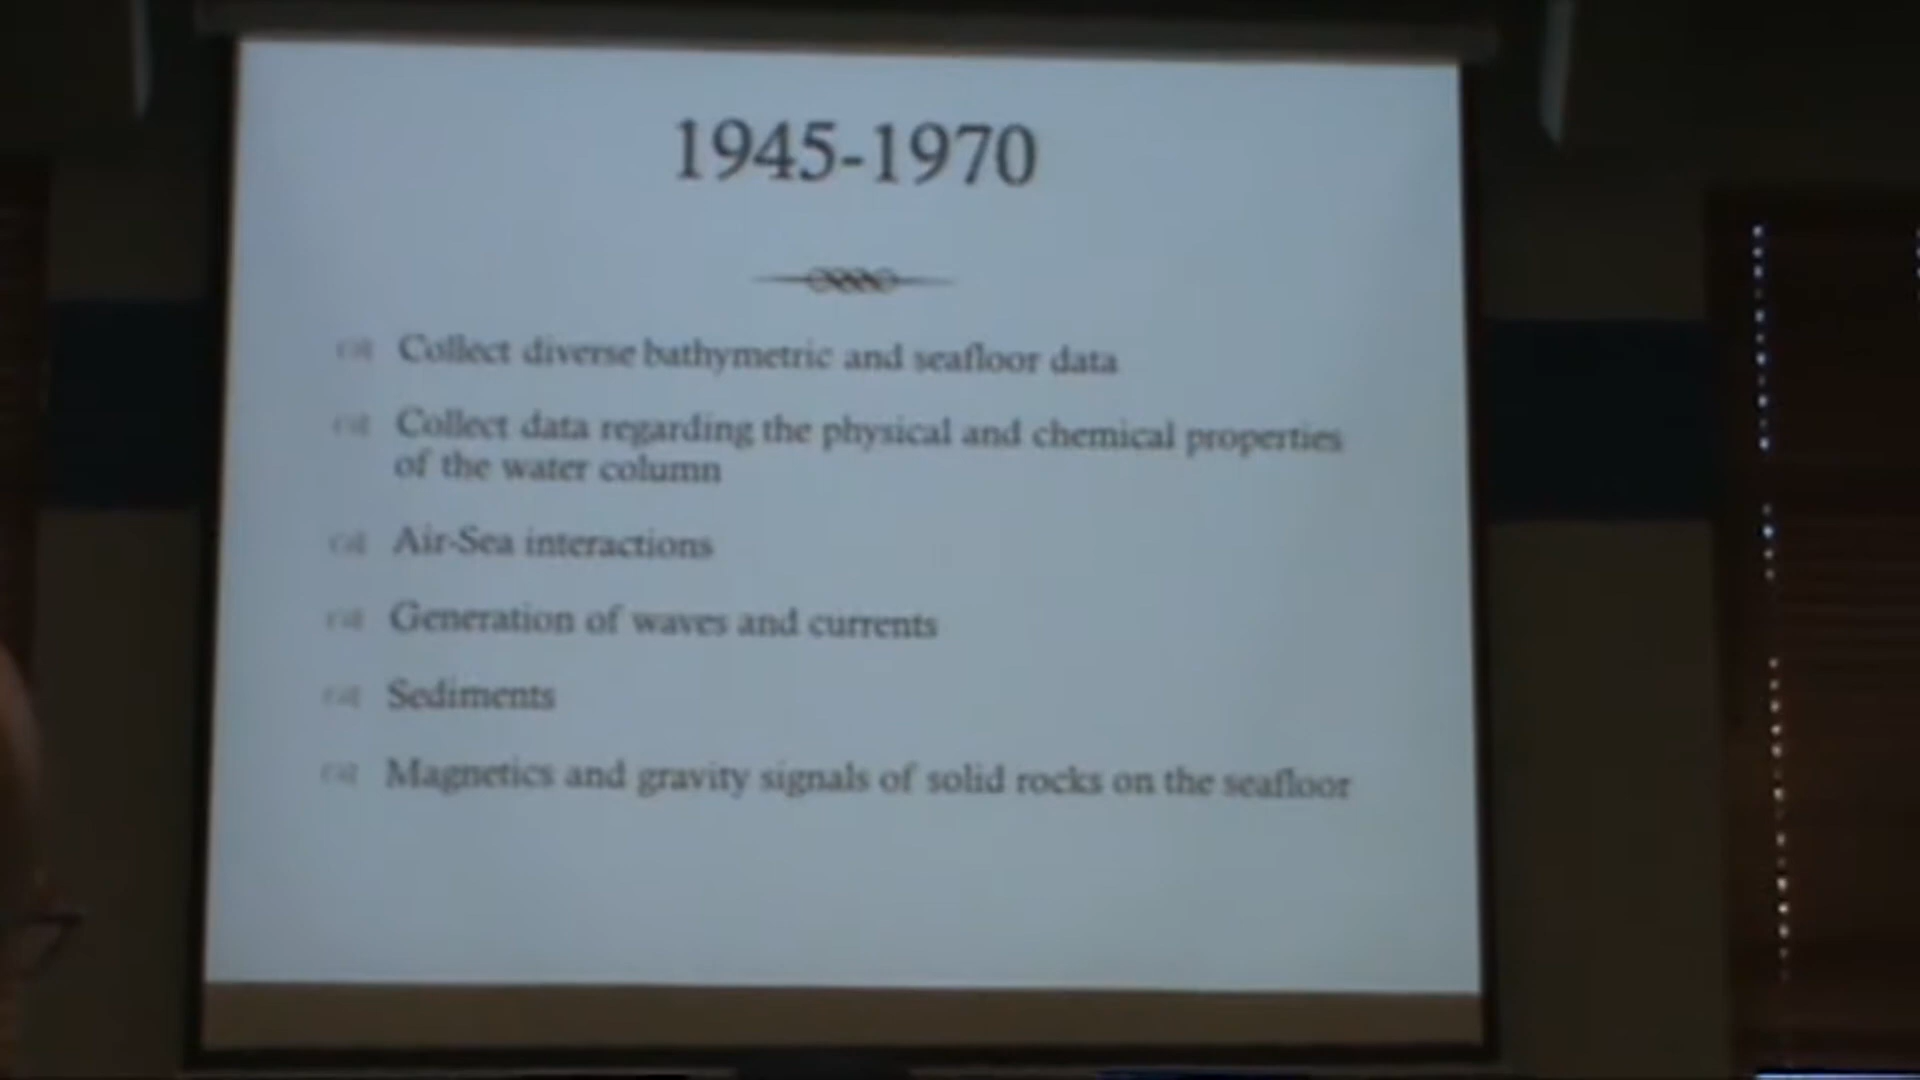 1945-1970
Collect diverse bathymetric and seafloor data
Collect data regarding the physical and chemical properties
of the water column
Air-Sea interactions
Generation of waves and currents
Sediments
Magnetics and gravity signals of solid rocks on the seafloor